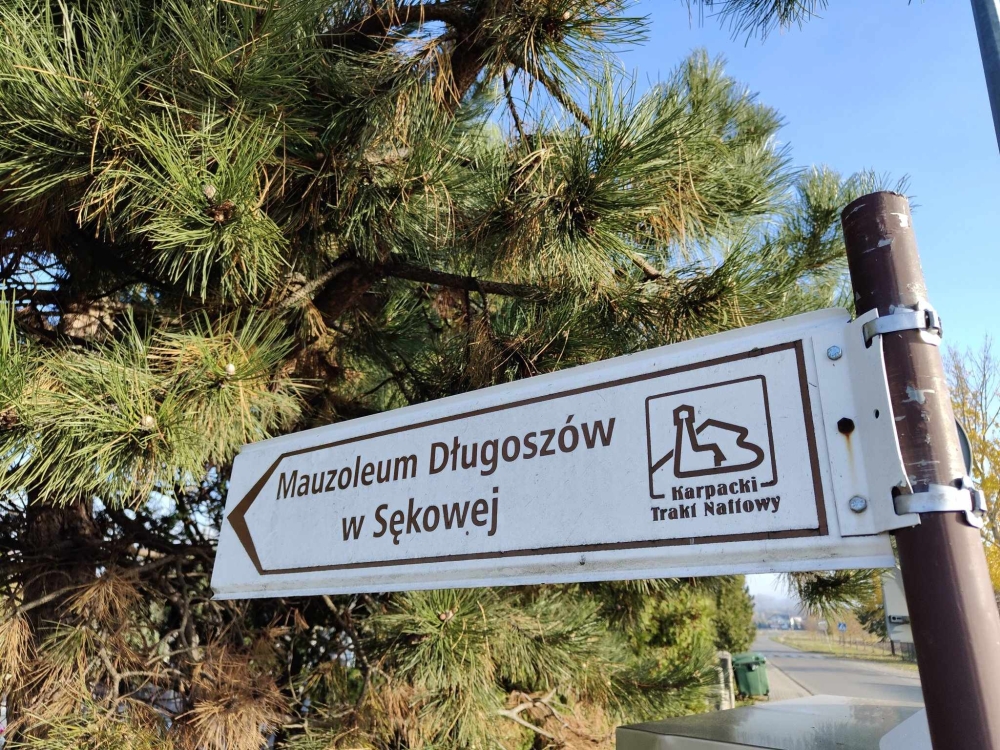 Mauzoleum Długoszów
w Sękowej
Karpacki
Trakt Naftowy